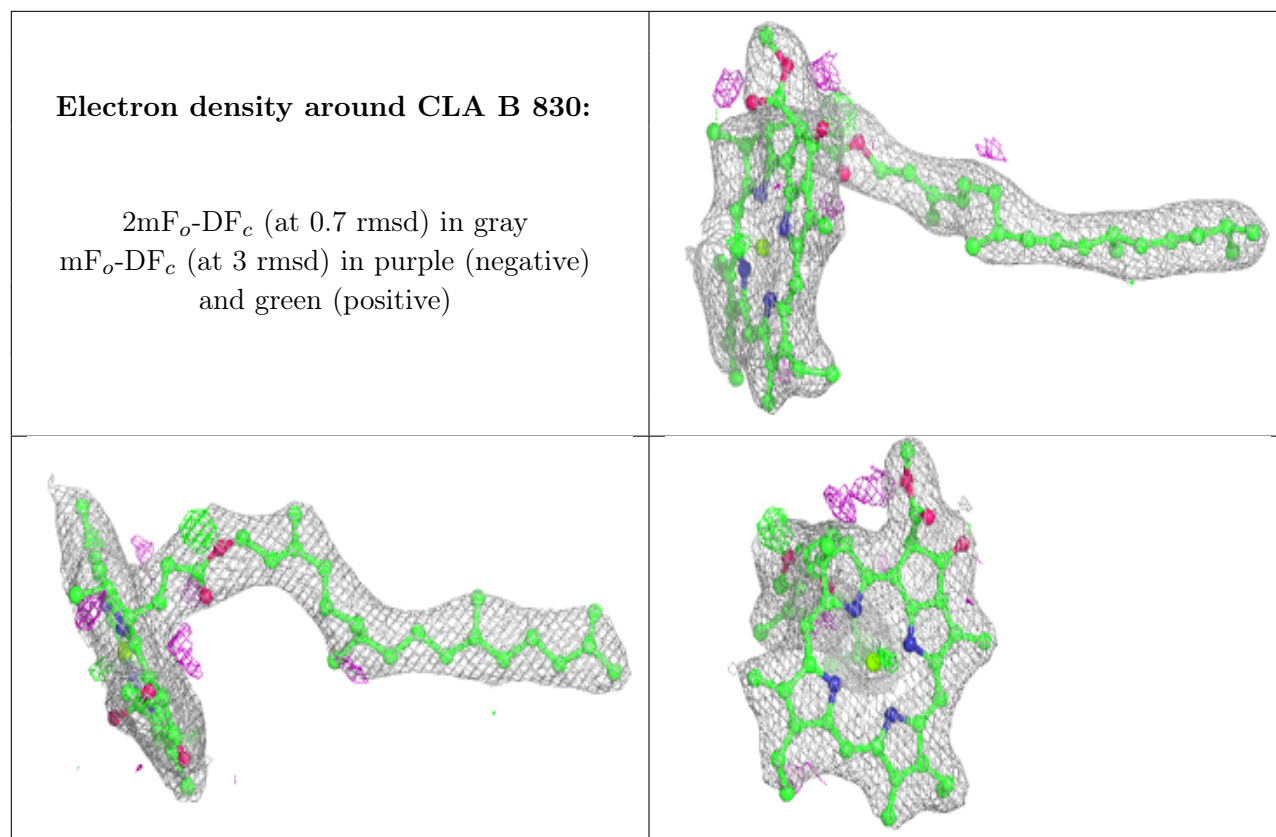 Electron density around CLA B 830:
2mFₒ-DF𝒸 (at 0.7 rmsd) in gray
mFₒ-DF𝒸 (at 3 rmsd) in purple (negative)
and green (positive)